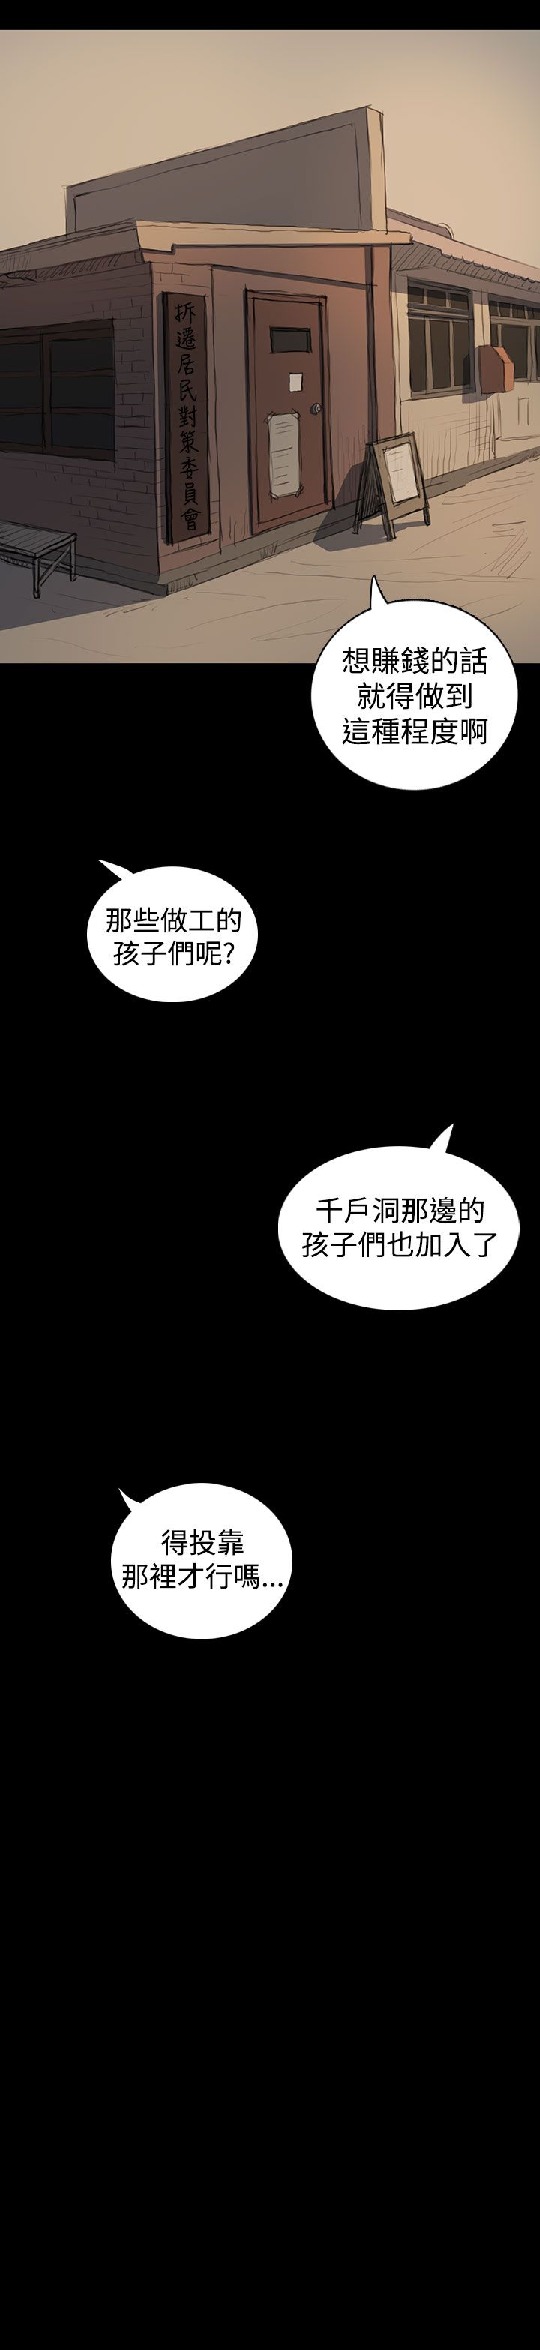 拆遷居民對策委員會
想賺錢的話
就得做到
這種程度啊
那些做工的
孩子們呢?
千戶洞那邊的
孩子們也加入了
得投靠
那裡才行嗎...